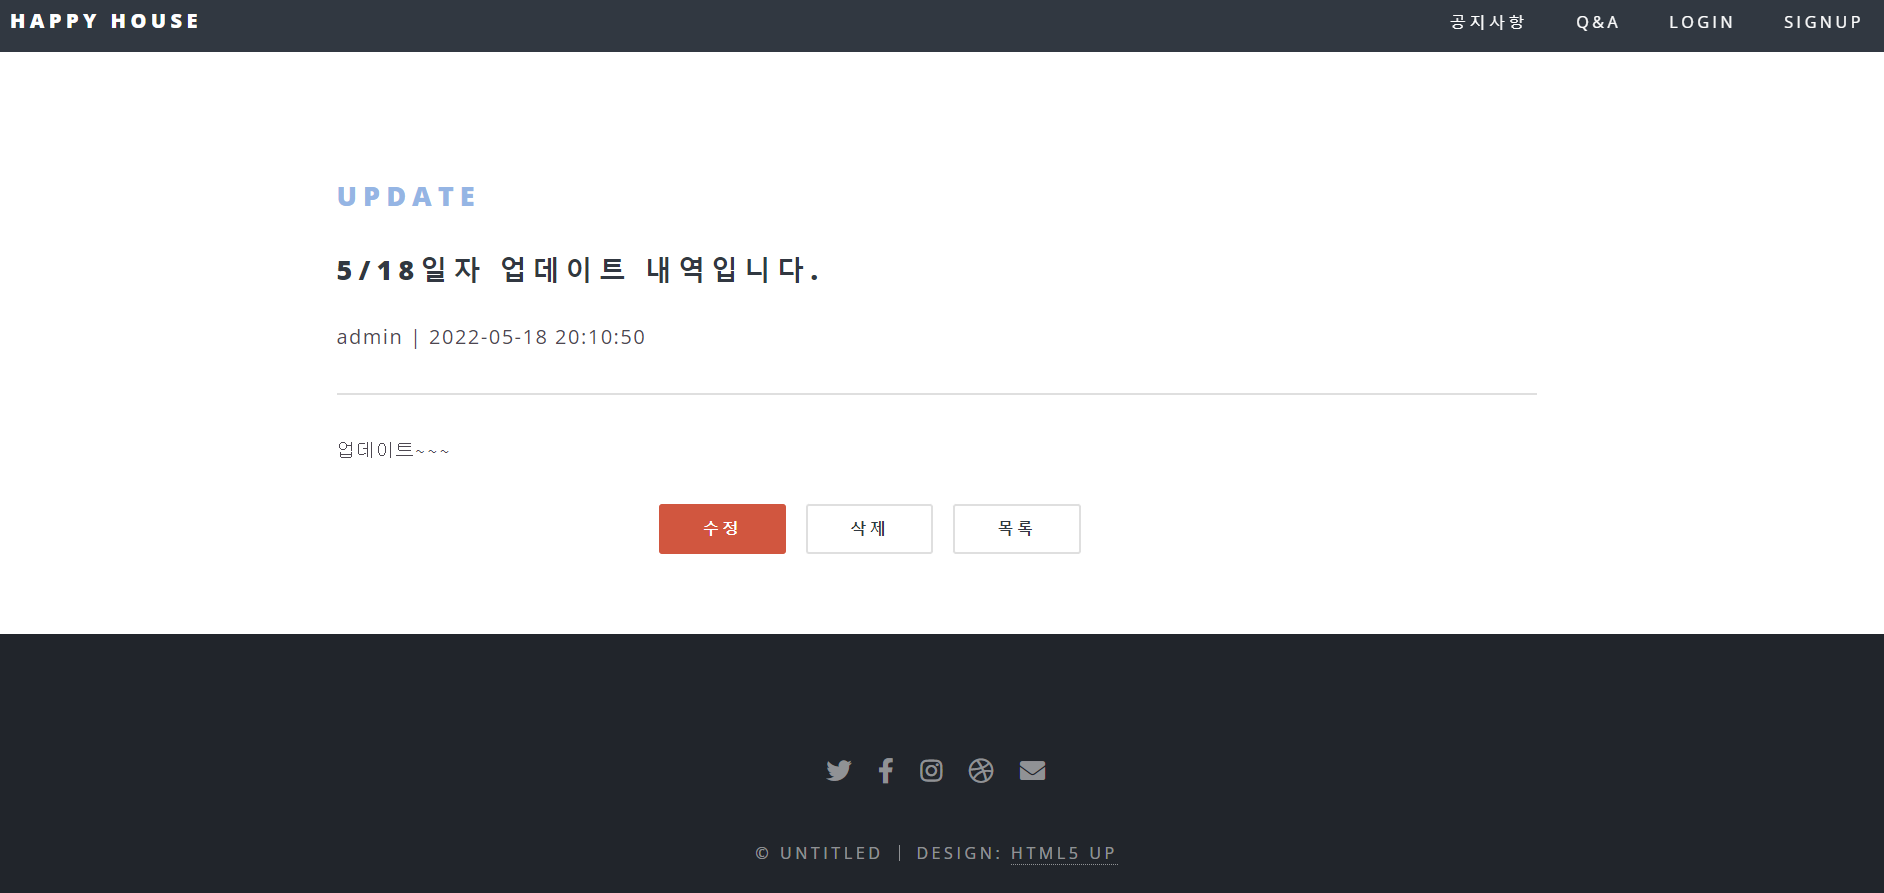 HAPPY HOUSE 공지사항 Q&A LOGIN SIGNUP
UPDATE
5/18일자 업데이트 내역입니다.
admin | 2022-05-18 20:10:50
업데이트~~~
수정 삭제 목록
© UNTITLED | DESIGN: HTML5 UP